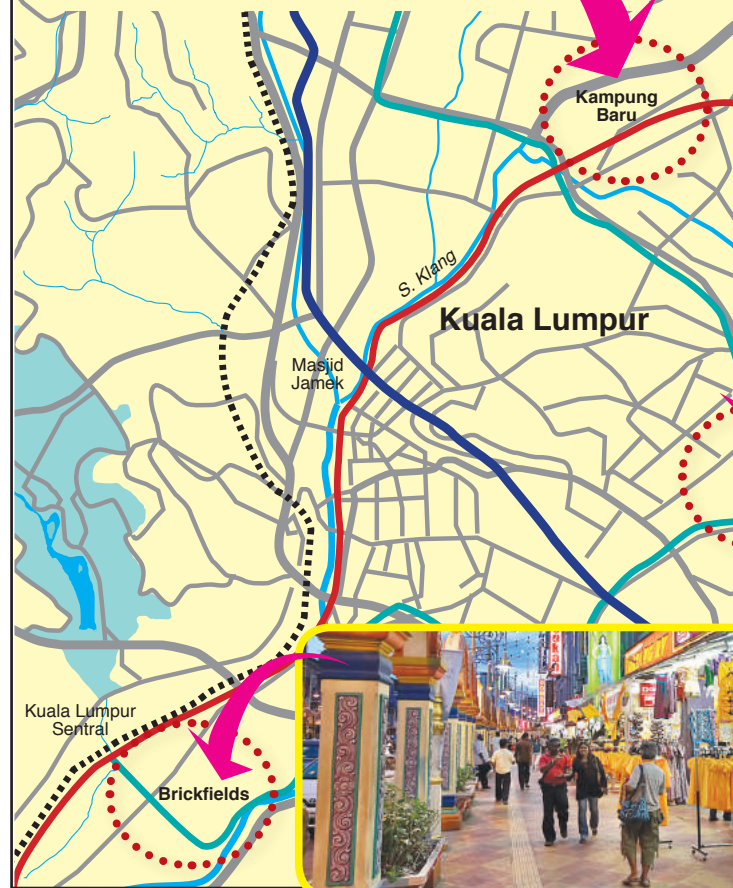 Kampung
Baru
S. Klang
Kuala Lumpur
Masjid
Jamek
Kuala Lumpur
Sentral
Brickfields